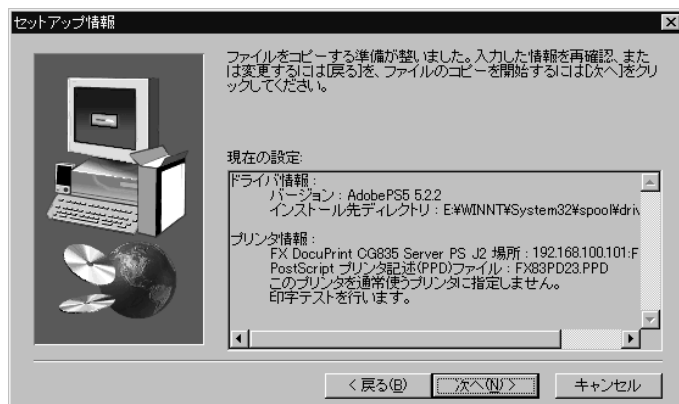 セットアップ情報
ファイルをコピーする準備が整いました。入力した情報を再確認、また
は変更するには[戻る]を、ファイルのコピーを開始するには[次へ]をクリ
ックしてください。
現在の設定:
ドライバ情報 :
バージョン : AdobePS5 5.2.2
インストール先ディレクトリ : E:¥WINNT¥System32¥spool¥driv
プリンタ情報 :
FX DocuPrint CG835 Server PS J2 場所 : 192.168.100.101:F
PostScript プリンタ記述(PPD)ファイル : FX83PD23.PPD
このプリンタを通常使うプリンタに指定しません。
印字テストを行います。
< 戻る(B)
次へ(N) >
キャンセル